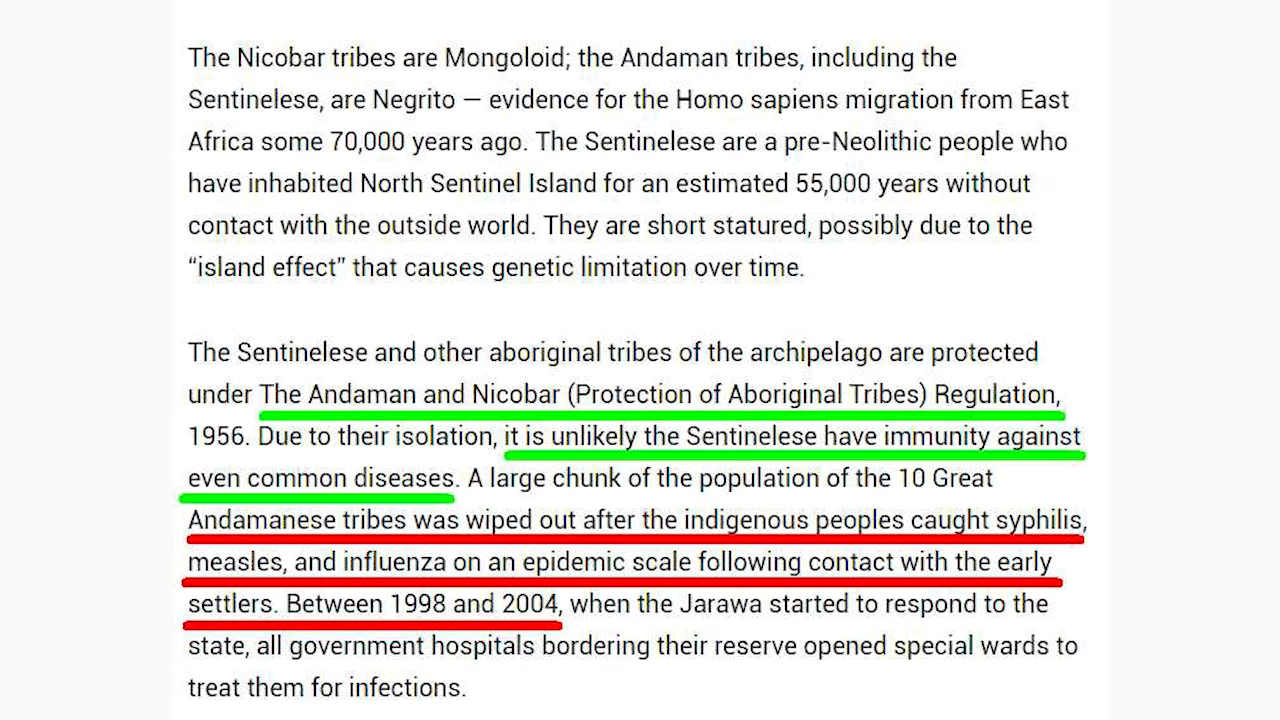 The Nicobar tribes are Mongoloid; the Andaman tribes, including the
Sentinelese, are Negrito — evidence for the Homo sapiens migration from East
Africa some 70,000 years ago. The Sentinelese are a pre-Neolithic people who
have inhabited North Sentinel Island for an estimated 55,000 years without
contact with the outside world. They are short statured, possibly due to the
“island effect” that causes genetic limitation over time.
The Sentinelese and other aboriginal tribes of the archipelago are protected
under The Andaman and Nicobar (Protection of Aboriginal Tribes) Regulation,
1956. Due to their isolation, it is unlikely the Sentinelese have immunity against
even common diseases. A large chunk of the population of the 10 Great
Andamanese tribes was wiped out after the indigenous peoples caught syphilis,
measles, and influenza on an epidemic scale following contact with the early
settlers. Between 1998 and 2004, when the Jarawa started to respond to the
state, all government hospitals bordering their reserve opened special wards to
treat them for infections.